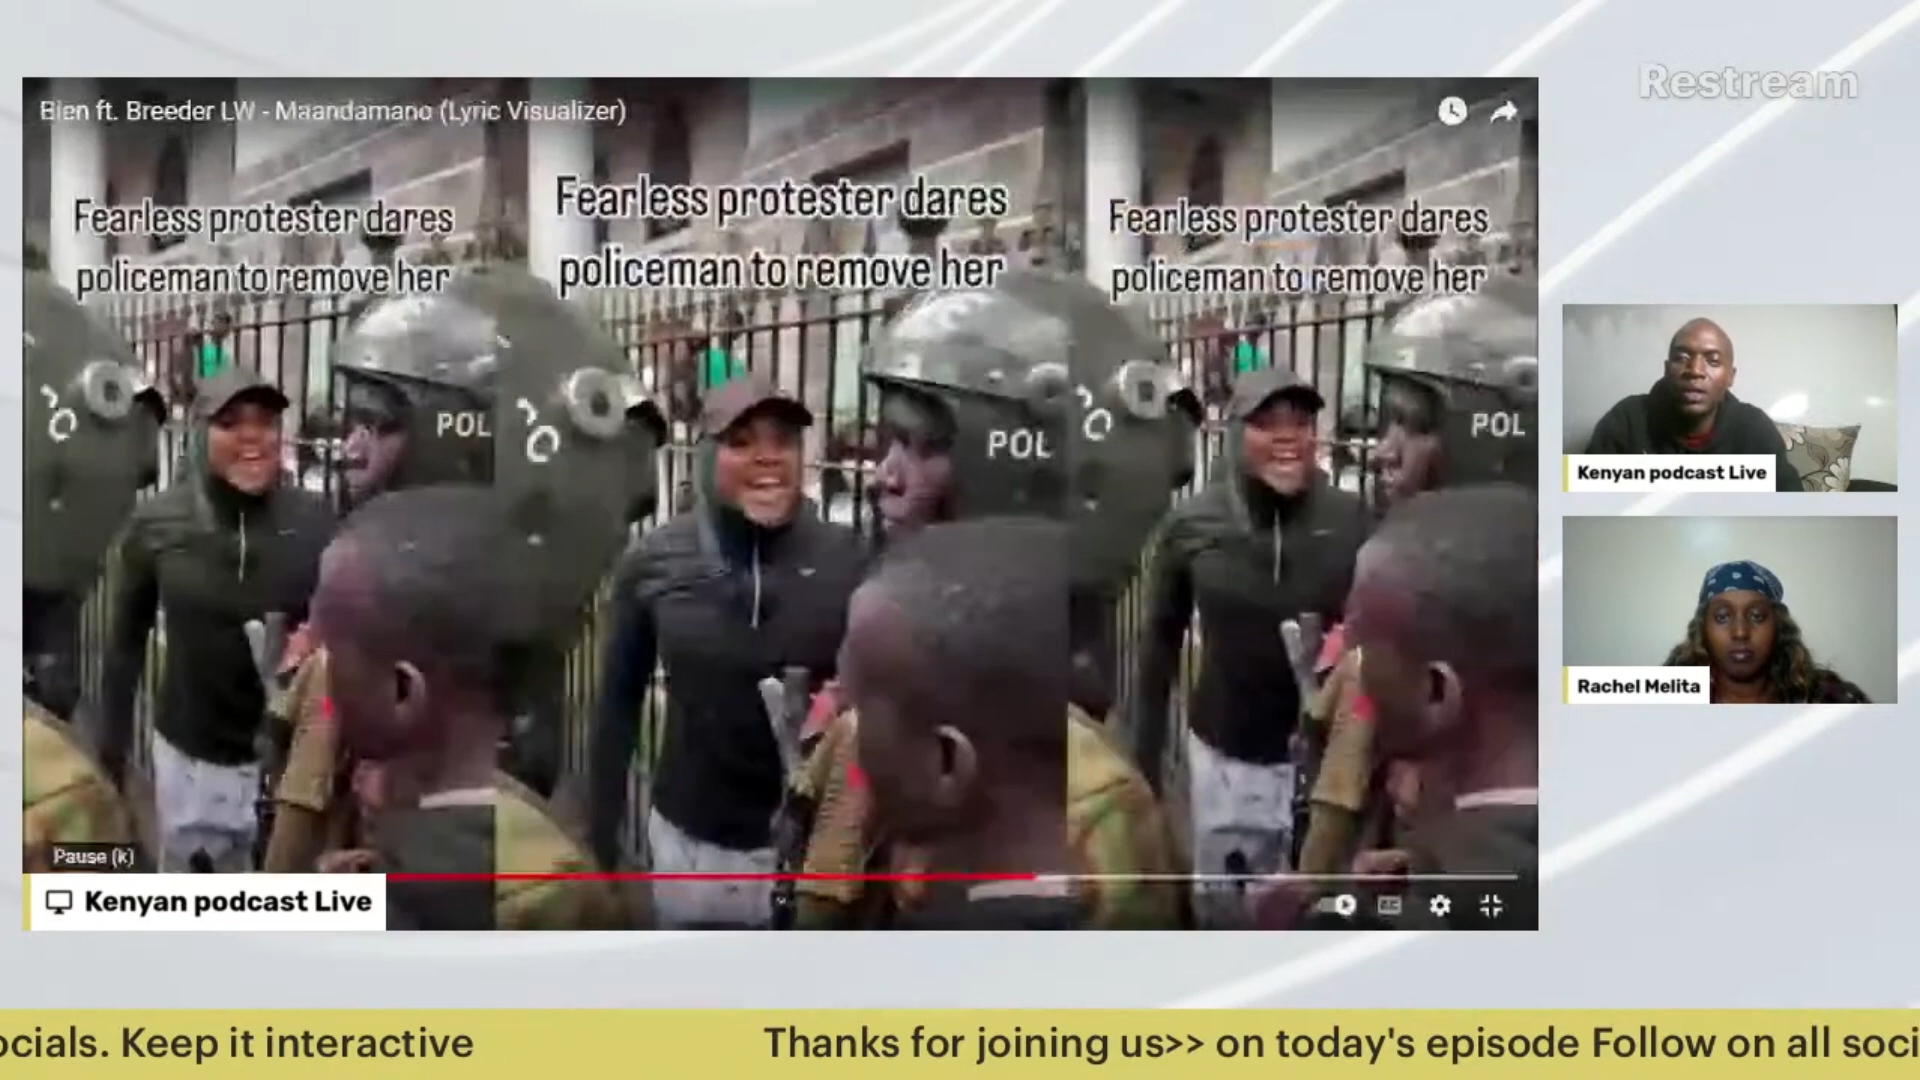 Restream
Bien ft. Breeder LW - Maandamano (Lyric Visualizer)
Fearless protester dares
policeman to remove her
Fearless protester dares
policeman to remove her
Fearless protester dares
policeman to remove her
POL
POL
POL
Kenyan podcast Live
Rachel Melita
Pause (k)
Kenyan podcast Live
ocials. Keep it interactive
Thanks for joining us>> on today's episode Follow on all soci